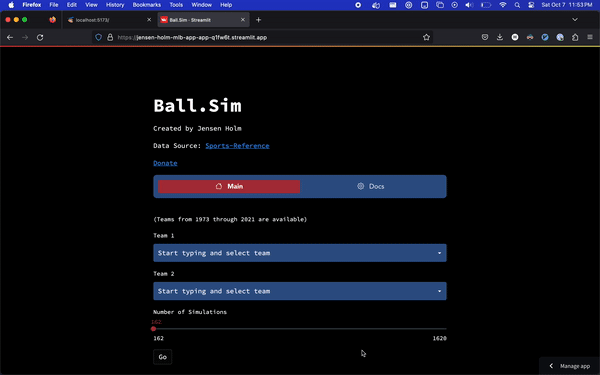 Firefox File Edit View History Bookmarks Tools Window Help Sat Oct 7 11:53 PM
localhost:5173/ Ball.Sim · Streamlit
https://jensen-holm-mlb-app-app-q1fw6t.streamlit.app
Ball.Sim
Created by Jensen Holm
Data Source: Sports-Reference
Donate
Main Docs
(Teams from 1973 through 2021 are available)
Team 1
Start typing and select team
Team 2
Start typing and select team
Number of Simulations
162
162 1620
Go
Manage app